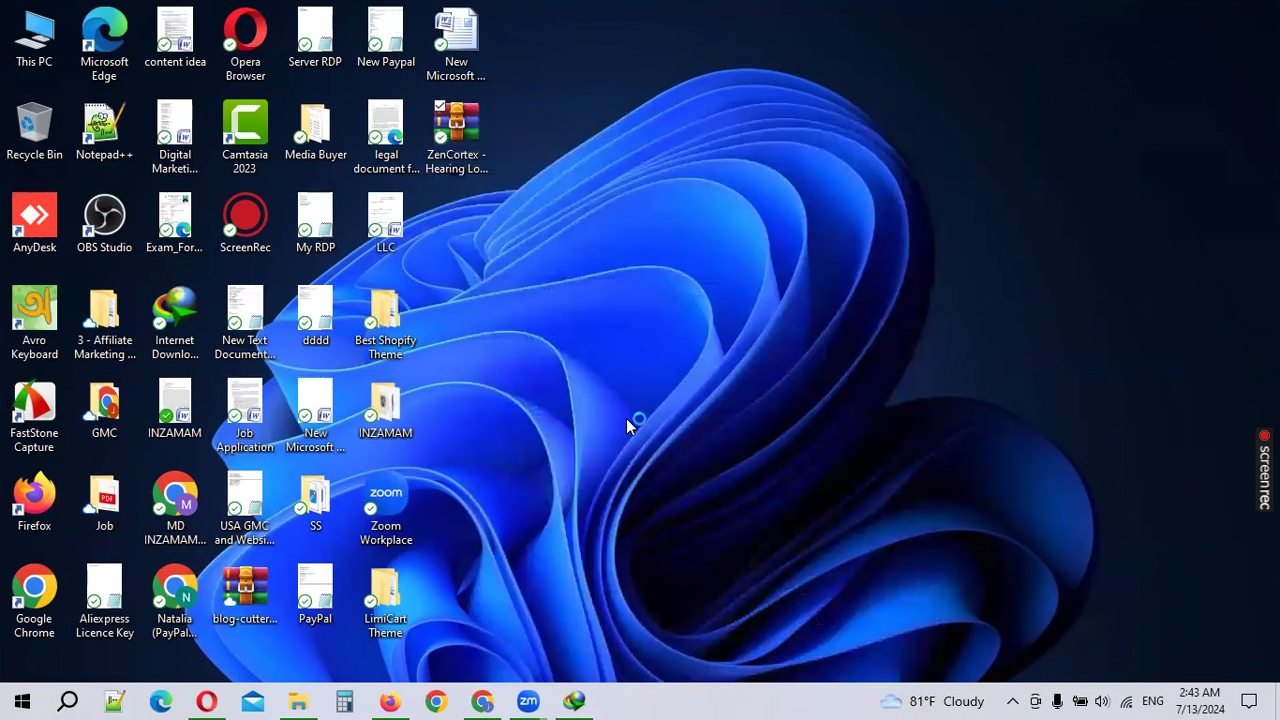 This PC
Microsoft
Edge
content idea
Opera
Browser
Server RDP
New Paypal
New
Microsoft ...
Recycle Bin
Notepad++
Digital
Marketi...
Camtasia
2023
Media Buyer
legal
document f...
ZenCortex -
Hearing Lo...
AnyDesk
OBS Studio
Exam_For...
ScreenRec
My RDP
LLC
Avro
Keyboard
3 - Affiliate
Marketing ...
Internet
Downlo...
New Text
Document...
dddd
Best Shopify
Theme
FastStone
Capture
GMC
INZAMAM
Job
Application
New
Microsoft ...
INZAMAM
Firefox
Job
MD
INZAMAM...
USA GMC
and Websi...
SS
zoom
Zoom
Workplace
Google
Chrome
Aliexpress
Licence Key
Natalia
(PayPal...
blog-cutter...
PayPal
LimiCart
Theme
PDF
M
N
Screenrec
zm
81°F Cloudy
ENG
2:43 AM
7/13/2024